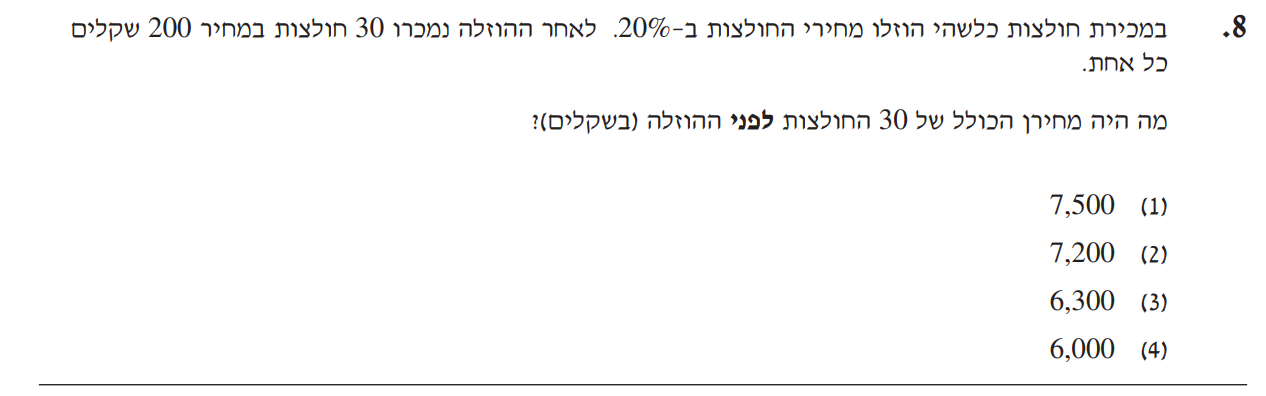 8. במכירת חולצות כלשהי הוזלו מחירי החולצות ב-20%. לאחר ההוזלה נמכרו 30 חולצות במחיר 200 שקלים
כל אחת.
מה היה מחירן הכולל של 30 החולצות לפני ההוזלה (בשקלים)?
(1) 7,500
(2) 7,200
(3) 6,300
(4) 6,000